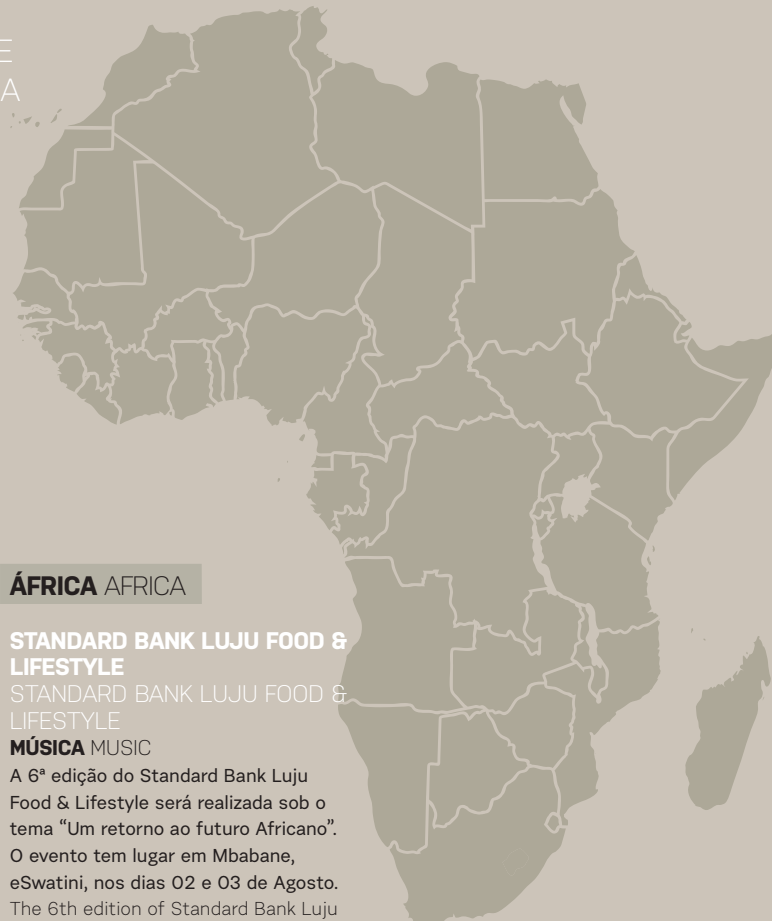 E
A
ÁFRICA AFRICA
STANDARD BANK LUJU FOOD &
LIFESTYLE
STANDARD BANK LUJU FOOD &
LIFESTYLE
MÚSICA MUSIC
A 6ª edição do Standard Bank Luju
Food & Lifestyle será realizada sob o
tema “Um retorno ao futuro Africano”.
O evento tem lugar em Mbabane,
eSwatini, nos dias 02 e 03 de Agosto.
The 6th edition of Standard Bank Luju